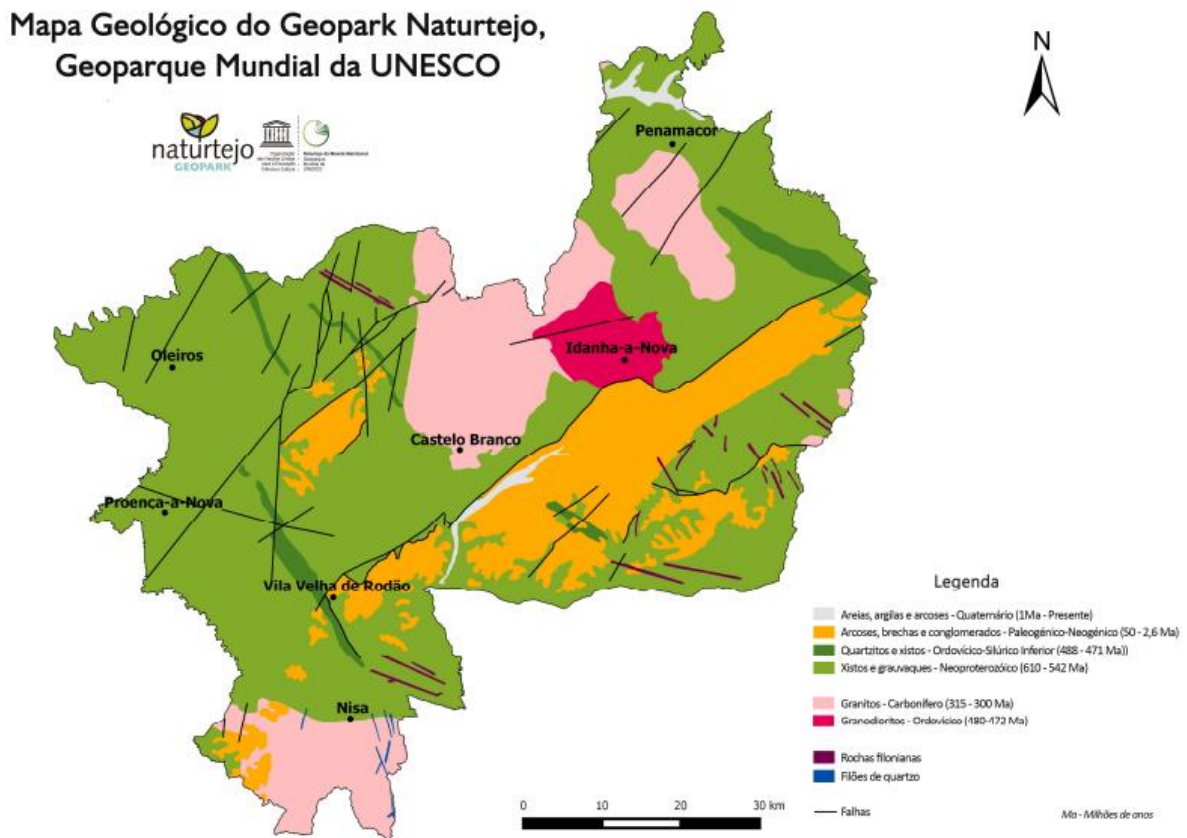 Mapa Geológico do Geopark Naturtejo,
Geoparque Mundial da UNESCO
naturtejo
GEOPARK
N
Penamacor
Oleiros
Idanha-a-Nova
Castelo Branco
Proença-a-Nova
Vila Velha de Rodão
Nisa
Legenda
Areias, argilas e arcoses - Quaternário (1Ma - Presente)
Arcoses, brechas e conglomerados - Paleogénico-Neogénico (50 - 2,6 Ma)
Quartzitos e xistos - Ordovícico-Silúrico Inferior (488 - 471 Ma))
Xistos e grauvaques - Neoproterozóico (610 - 542 Ma)
Granitos - Carbonífero (315 - 300 Ma)
Granodioritos - Ordovícico (480-472 Ma)
Rochas filonianas
Filões de quartzo
Falhas
Ma - Milhões de anos
0 10 20 30 km